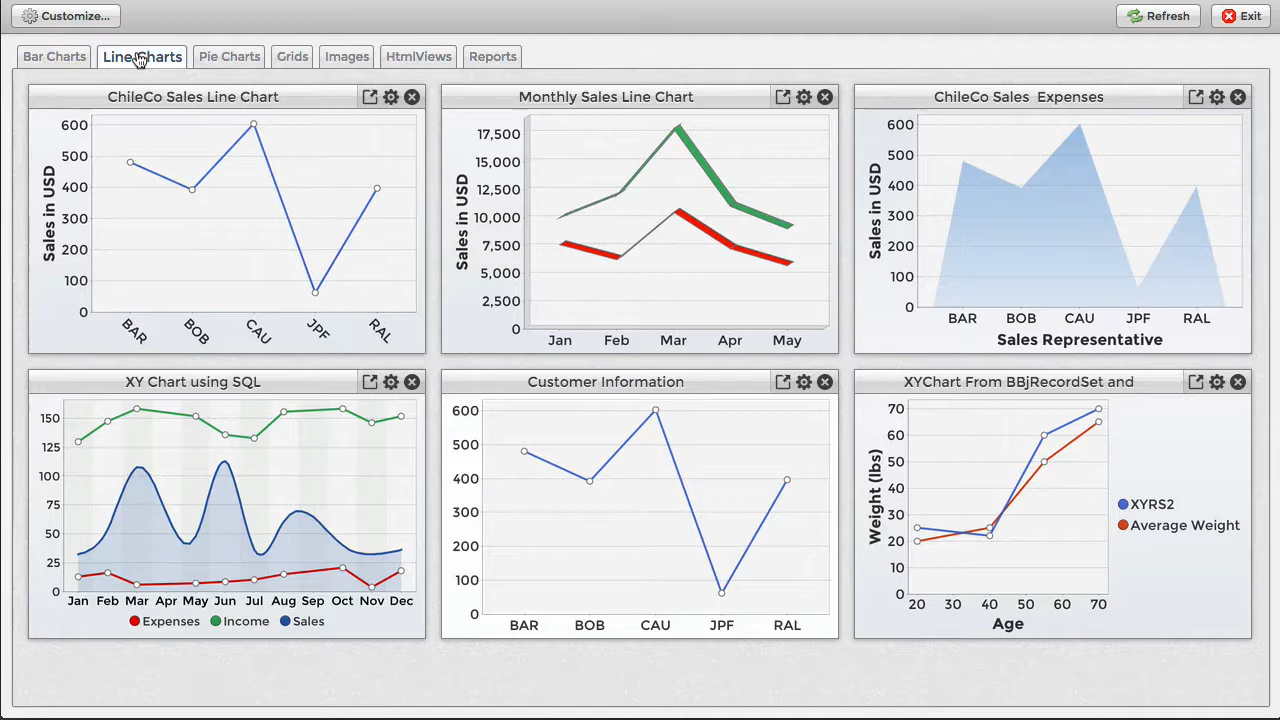 Customize...
Refresh
Exit
Bar Charts
Line Charts
Pie Charts
Grids
Images
HtmlViews
Reports
ChileCo Sales Line Chart
Sales in USD
600
500
400
300
200
100
0
BAR
BOB
CAU
JPF
RAL
Monthly Sales Line Chart
Sales in USD
17,500
15,000
12,500
10,000
7,500
5,000
2,500
0
Jan
Feb
Mar
Apr
May
ChileCo Sales Expenses
Sales in USD
600
500
400
300
200
100
0
BAR
BOB
CAU
JPF
RAL
Sales Representative
XY Chart using SQL
150
125
100
75
50
25
0
Jan
Feb
Mar
Apr
May
Jun
Jul
Aug
Sep
Oct
Nov
Dec
Expenses
Income
Sales
Customer Information
600
500
400
300
200
100
0
BAR
BOB
CAU
JPF
RAL
XYChart From BBjRecordSet and
Weight (lbs)
70
60
50
40
30
20
10
0
20
30
40
50
60
70
Age
XYRS2
Average Weight